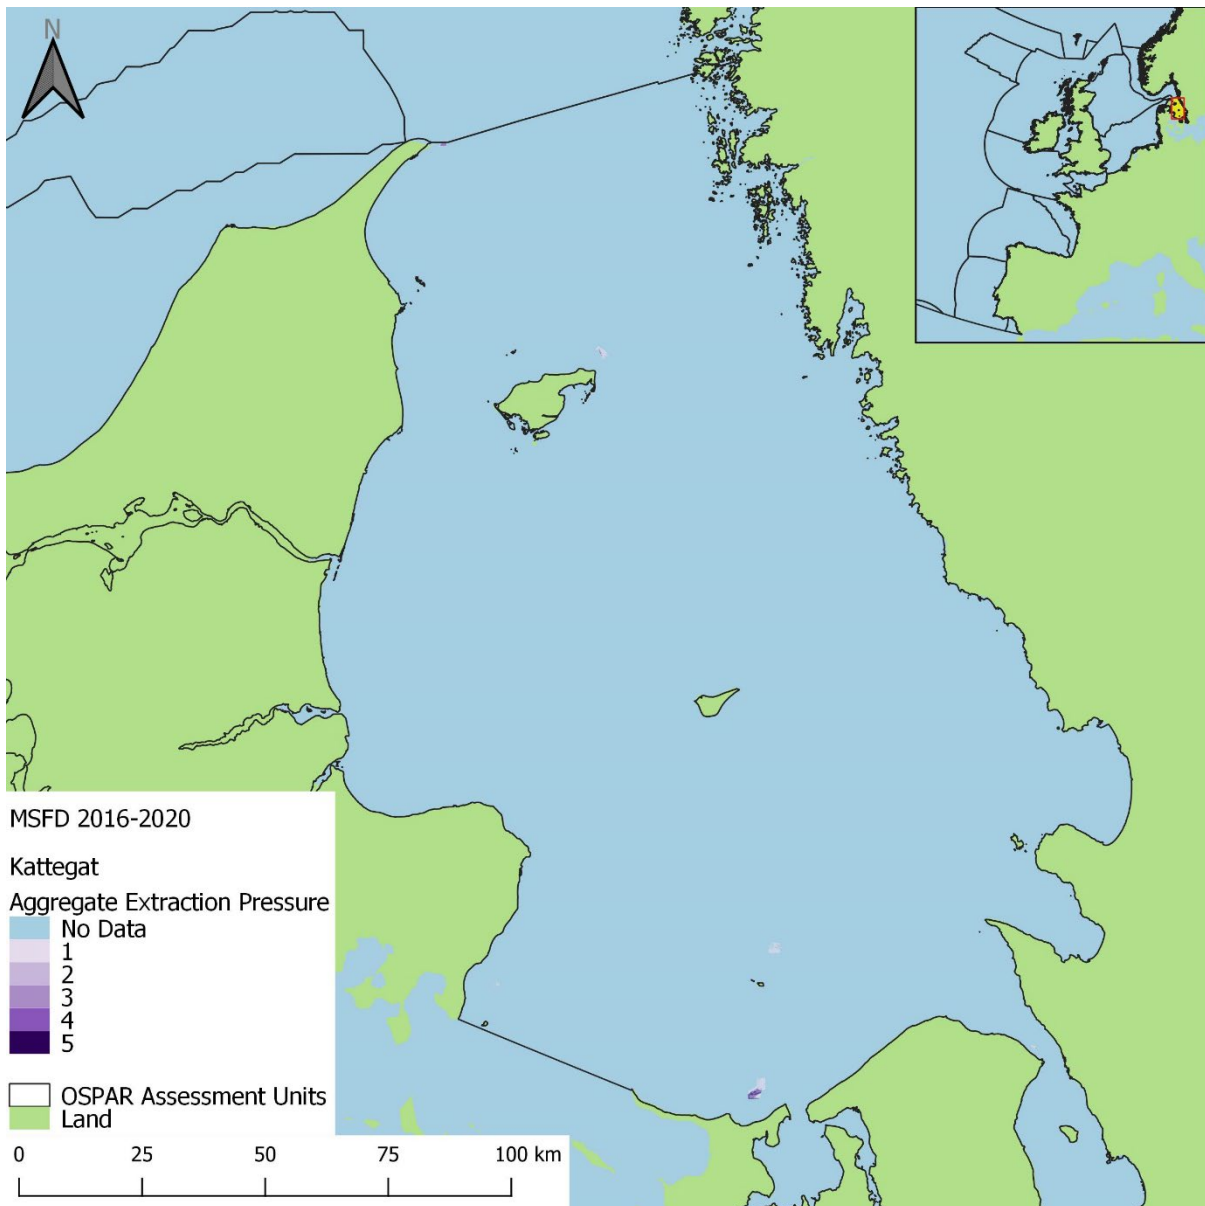 N
MSFD 2016-2020
Kattegat
Aggregate Extraction Pressure
No Data
1
2
3
4
5
OSPAR Assessment Units
Land
0 25 50 75 100 km